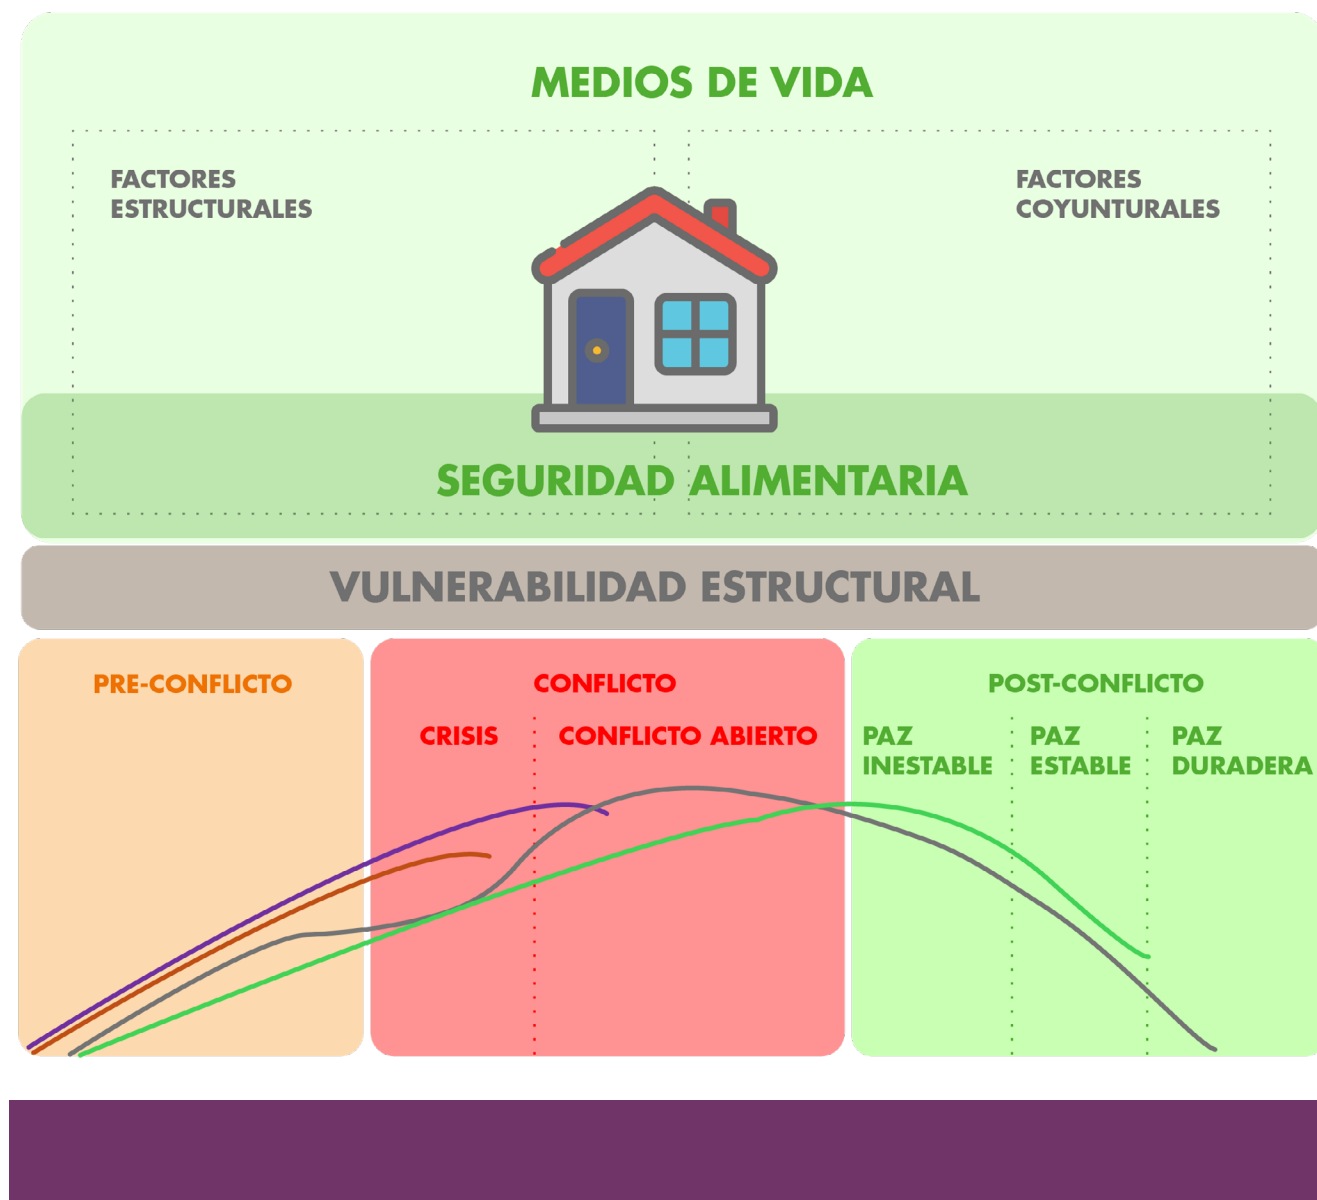 MEDIOS DE VIDA
FACTORES
ESTRUCTURALES
FACTORES
COYUNTURALES
SEGURIDAD ALIMENTARIA
VULNERABILIDAD ESTRUCTURAL
PRE-CONFLICTO
CONFLICTO
CRISIS
CONFLICTO ABIERTO
POST-CONFLICTO
PAZ
INESTABLE
PAZ
ESTABLE
PAZ
DURADERA